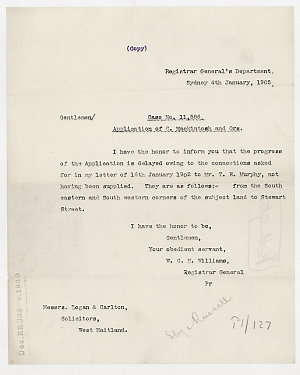 (Copy)
Registrar General's Department,
Sydney 4th January, 1905.
Gentlemen/
Case No. 11,584
Application of C. Mackintosh and Ors.
I have the honor to inform you that the progress
of the Application is delayed owing to the connections asked
for in my letter of 16th January 1902 to Mr. T. E. Murphy, not
having been supplied. They are as follows:- from the South
eastern and South western corners of the subject land to Stewart
Street.
I have the honor to be,
Gentlemen,
Your obedient servant,
W. G. H. Williams,
Registrar General
Pr
Messrs. Logan & Carlton,
Solicitors,
West Maitland.
Russell
P1/127